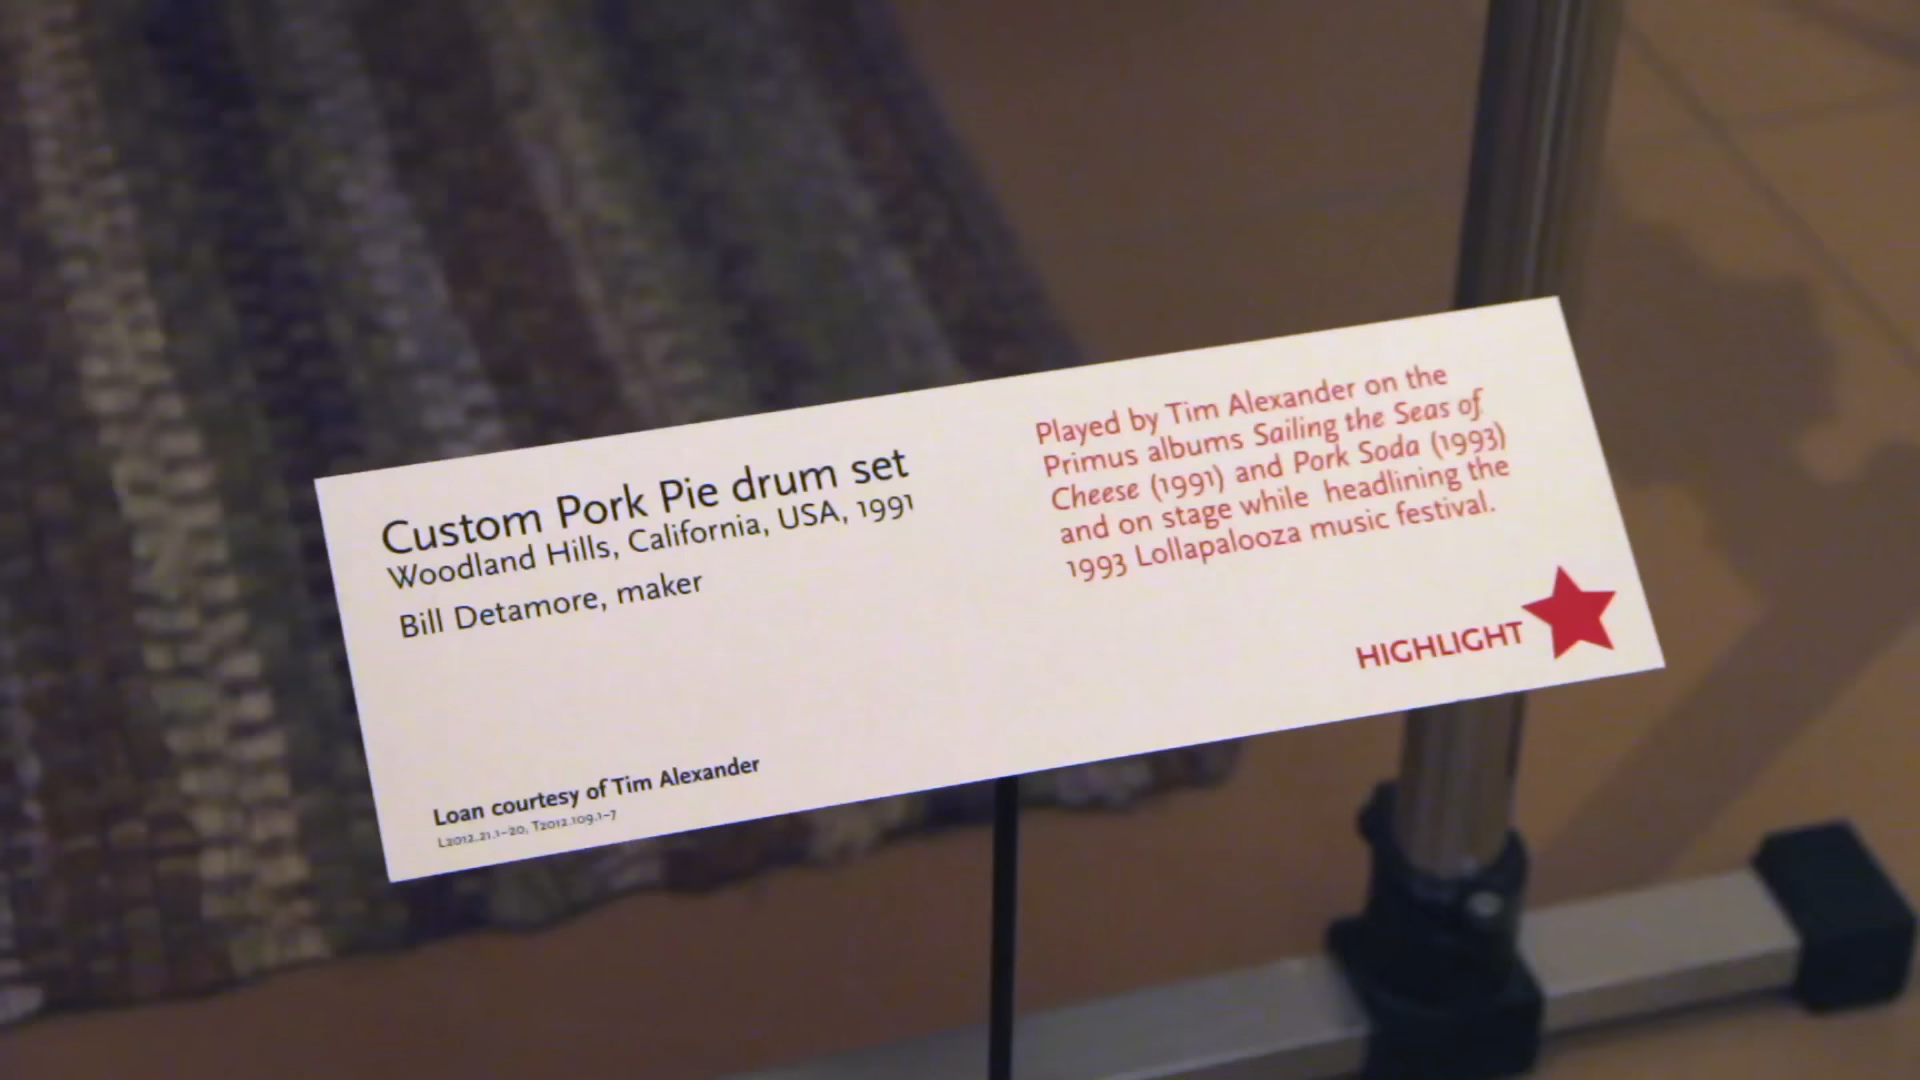 Custom Pork Pie drum set
Woodland Hills, California, USA, 1991
Bill Detamore, maker
Loan courtesy of Tim Alexander
L2012.21.1–20, T2012.109.1–7
Played by Tim Alexander on the
Primus albums Sailing the Seas of
Cheese (1991) and Pork Soda (1993)
and on stage while headlining the
1993 Lollapalooza music festival.
HIGHLIGHT